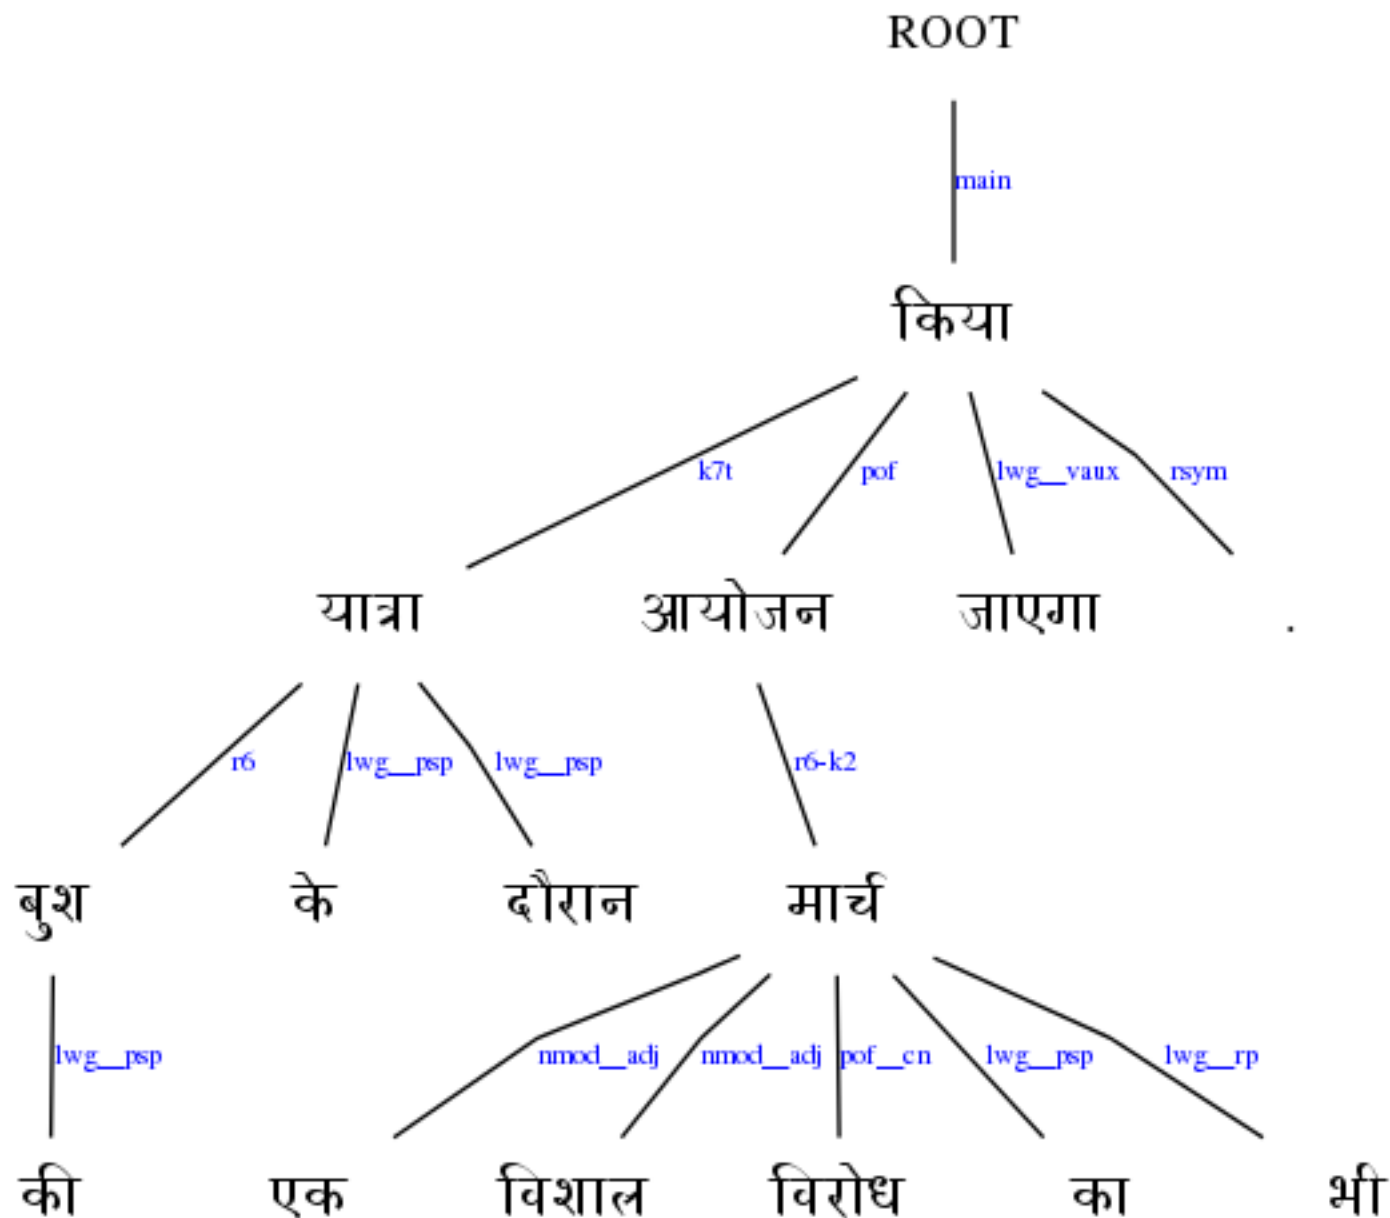 ROOT
main
किया
k7t pof lwg__vaux rsym
यात्रा आयोजन जाएगा .
r6 lwg__psp lwg__psp r6-k2
बुश के दौरान मार्च
lwg__psp nmod__adj nmod__adj pof__cn lwg__psp lwg__rp
की एक विशाल विरोध का भी